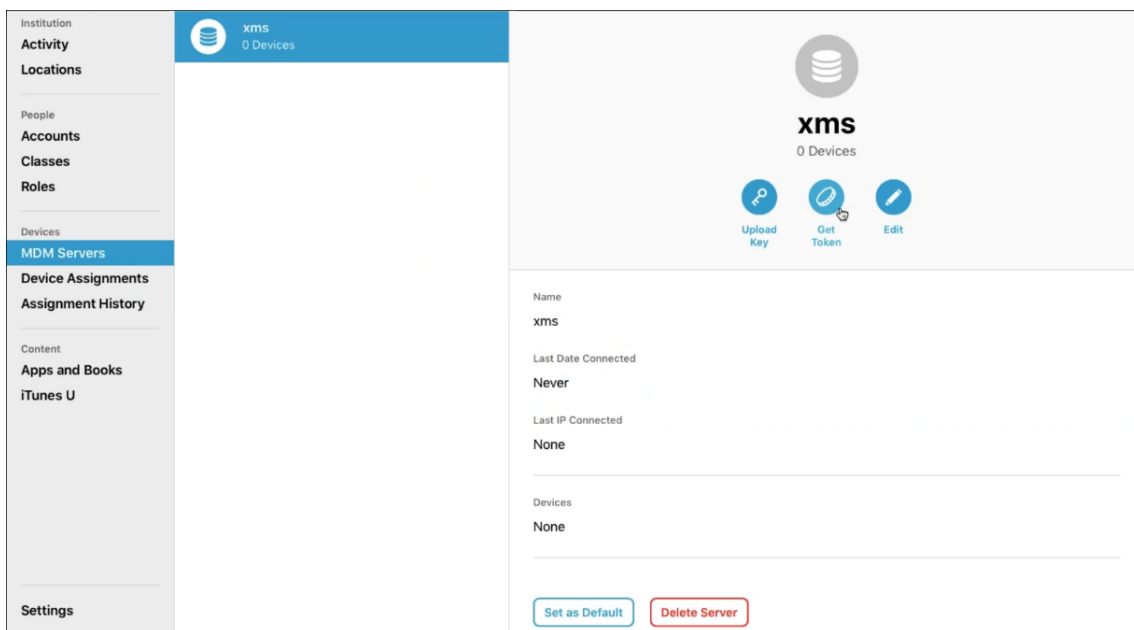 Institution
Activity
Locations
People
Accounts
Classes
Roles
Devices
MDM Servers
Device Assignments
Assignment History
Content
Apps and Books
iTunes U
Settings
xms
0 Devices
xms
0 Devices
Upload
Key
Get
Token
Edit
Name
xms
Last Date Connected
Never
Last IP Connected
None
Devices
None
Set as Default
Delete Server